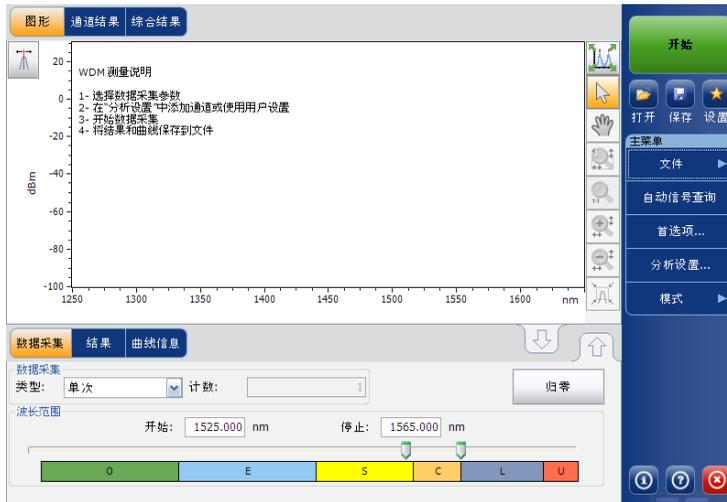 图形 通道结果 综合结果
WDM 测量说明
1- 选择数据采集参数
2- 在“分析设置”中添加通道或使用用户设置
3- 开始数据采集
4- 将结果和曲线保存到文件
20
0
-20
-40
-60
-80
-100
dBm
1250 1300 1350 1400 1450 1500 1550 1600 nm
1:1
开始
打开 保存 设置
主菜单
文件
自动信号查询
首选项...
分析设置...
模式
数据采集 结果 曲线信息
数据采集
类型: 单次 计数: 1
归零
波长范围
开始: 1525.000 nm 停止: 1565.000 nm
O E S C L U